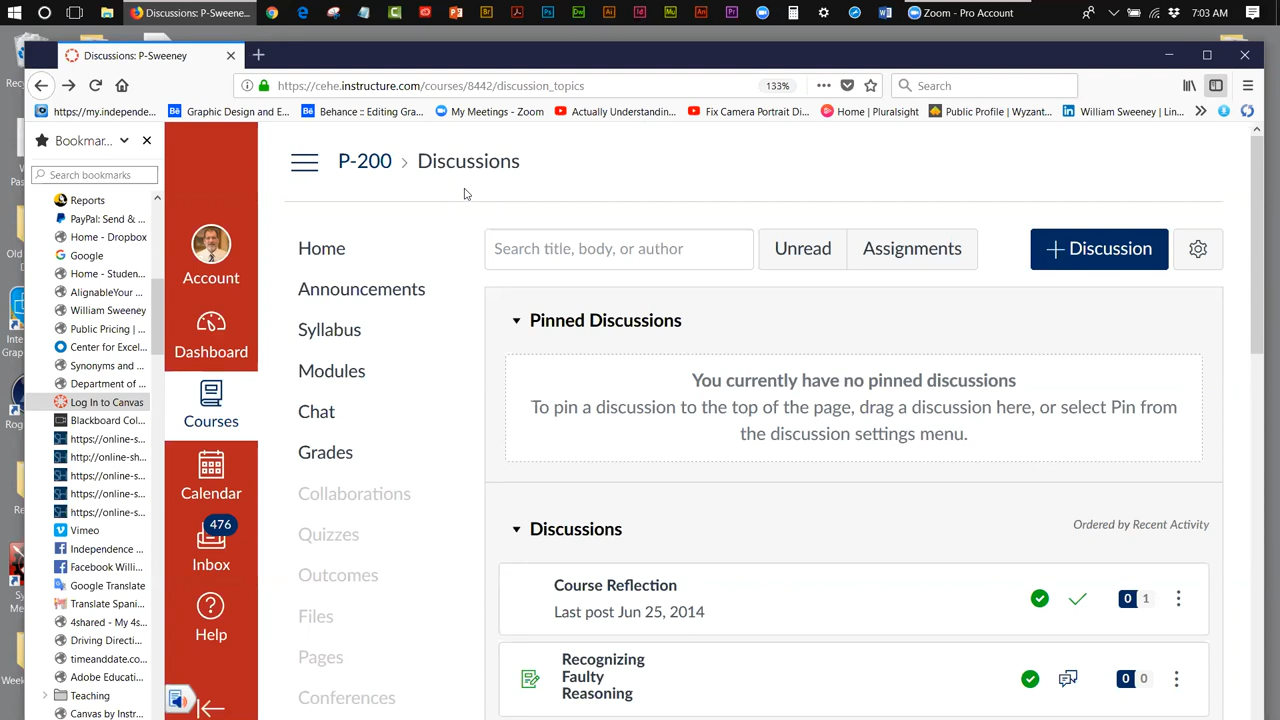 Discussions: P-Sweene...
Zoom - Pro Account
7:03 AM
Discussions: P-Sweeney
https://cehe.instructure.com/courses/8442/discussion_topics
133%
Search
https://my.independe...
Graphic Design and E...
Behance :: Editing Gra...
My Meetings - Zoom
Actually Understandin...
Fix Camera Portrait Di...
Home | Pluralsight
Public Profile | Wyzant...
William Sweeney | Lin...
Bookmar...
Search bookmarks
Reports
PayPal: Send & ...
Home - Dropbox
Google
Home - Studen...
AlignableYour ...
William Sweeney
Public Pricing | ...
Center for Excel...
Synonyms and ...
Department of ...
Log In to Canvas
Blackboard Col...
https://online-s...
http://online-sh...
https://online-s...
https://online-s...
https://online-s...
Vimeo
Independence ...
Facebook Willi...
Google Translate
Translate Spani...
4shared - My 4s...
Driving Directi...
timeanddate.co...
Adobe Educati...
Teaching
Canvas by Instr...
Account
Dashboard
Courses
Calendar
476
Inbox
Help
P-200 › Discussions
Home
Announcements
Syllabus
Modules
Chat
Grades
Collaborations
Quizzes
Outcomes
Files
Pages
Conferences
Search title, body, or author
Unread
Assignments
+ Discussion
Pinned Discussions
You currently have no pinned discussions
To pin a discussion to the top of the page, drag a discussion here, or select Pin from
the discussion settings menu.
Discussions
Ordered by Recent Activity
Course Reflection
Last post Jun 25, 2014
0 1
Recognizing
Faulty
Reasoning
0 0